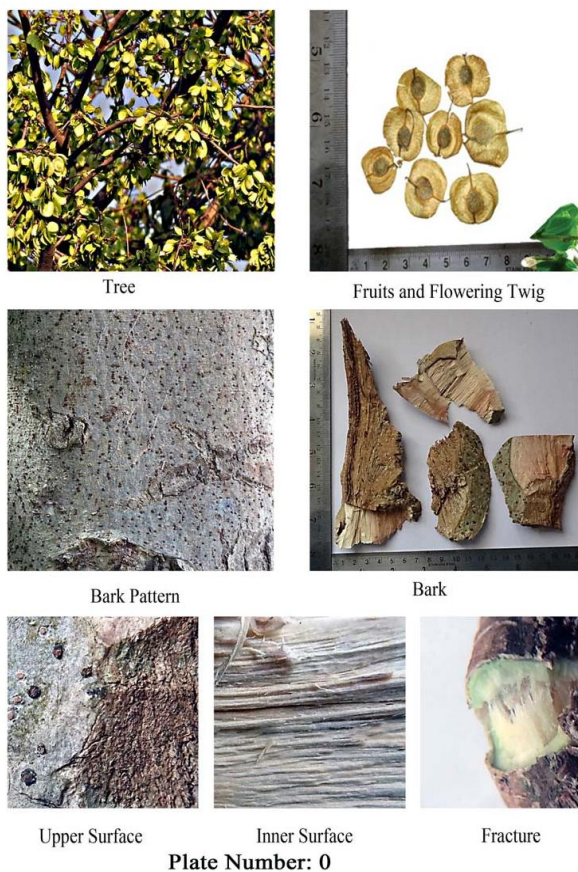 Tree
Fruits and Flowering Twig
Bark Pattern
Bark
Upper Surface
Inner Surface
Fracture
Plate Number: 0